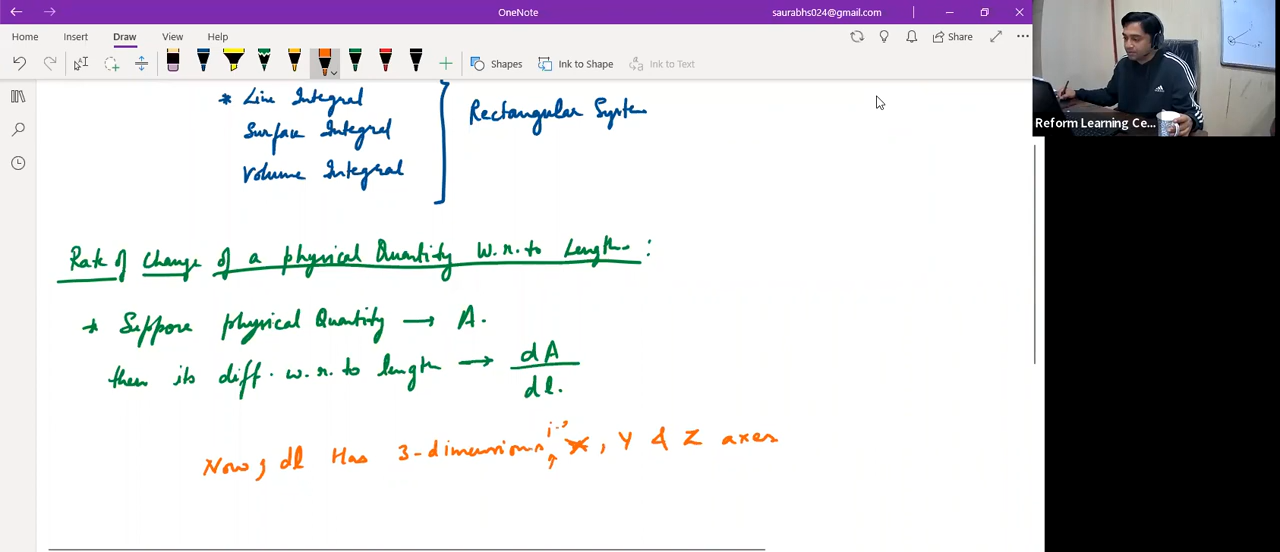 OneNote
saurabhs024@gmail.com
Home Insert Draw View Share
Shapes Ink to Shape Ink to Text
Reform Learning Ce...
* Line Integral
Surface Integral
Volume Integral
Rectangular System
Rate of Change of a physical Quantity W.r.to Length :
* Suppose physical Quantity → A.
then its diff. w.r.to length → dA/dl.
Now, dl Has 3-dimensions, X, Y & Z axes